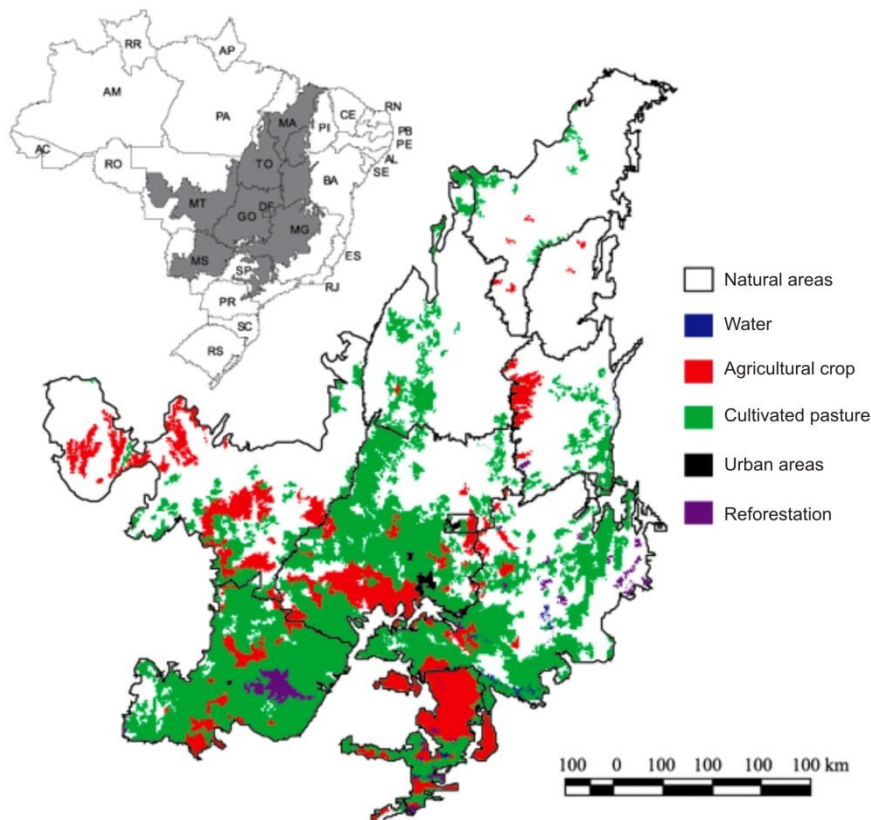 RR
AP
AM
PA
MA
CE
RN
PI
PB
PE
AC
AL
TO
SE
RO
BA
MT
DF
GO
MG
MS
ES
SP
RJ
PR
SC
RS
Natural areas
Water
Agricultural crop
Cultivated pasture
Urban areas
Reforestation
100 0 100 100 100 100 km